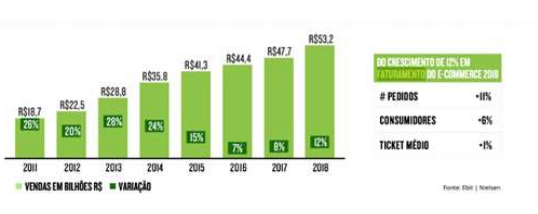 R$18,7
R$22,5
R$28,8
R$35,8
R$41,3
R$44,4
R$47,7
R$53,2
26%
20%
28%
24%
15%
7%
8%
12%
2011 2012 2013 2014 2015 2016 2017 2018
VENDAS EM BILHÕES R$ VARIAÇÃO
DO CRESCIMENTO DE 12% EM
FATURAMENTO DO E-COMMERCE 2018
# PEDIDOS +11%
CONSUMIDORES +6%
TICKET MÉDIO +1%
Fonte: Ebit | Nielsen